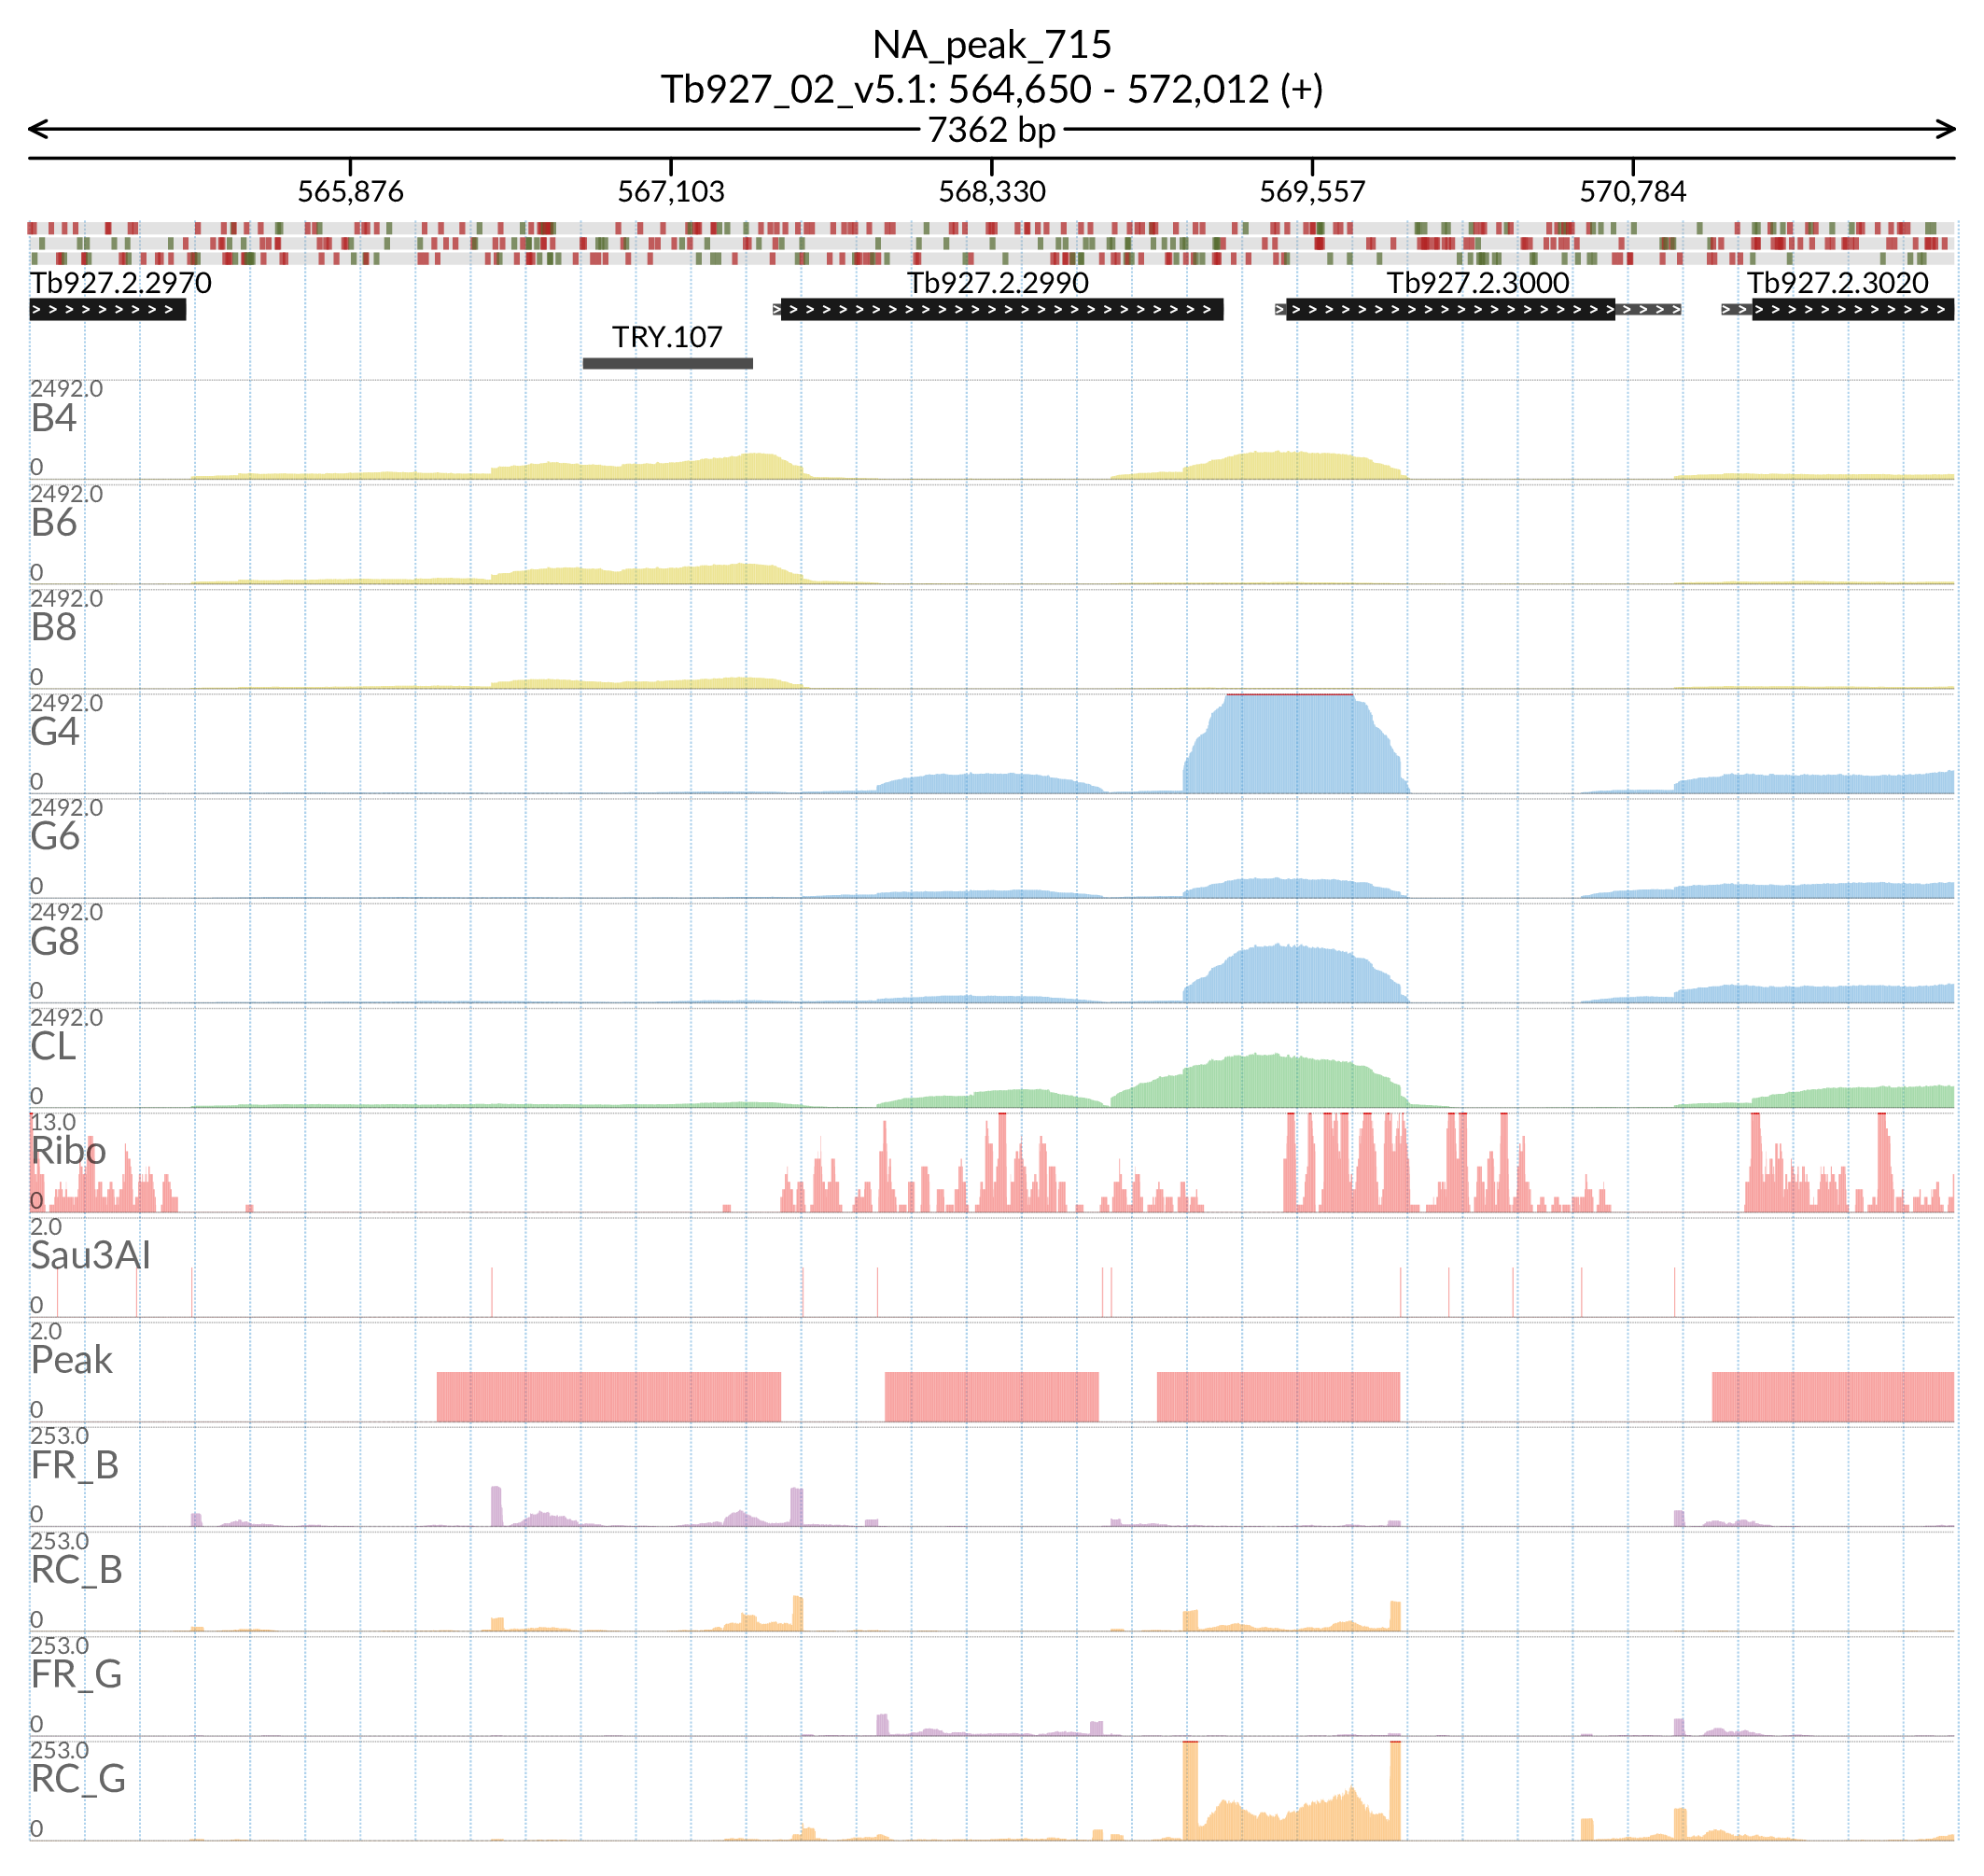 NA_peak_715
Tb927_02_v5.1: 564,650 - 572,012 (+)
7362 bp
565,876 567,103 568,330 569,557 570,784
Tb927.2.2970 Tb927.2.2990 Tb927.2.3000 Tb927.2.3020
TRY.107
2492.0
B4
0
2492.0
B6
0
2492.0
B8
0
2492.0
G4
0
2492.0
G6
0
2492.0
G8
0
2492.0
CL
0
13.0
Ribo
0
2.0
Sau3AI
0
2.0
Peak
0
253.0
FR_B
0
253.0
RC_B
0
253.0
FR_G
0
253.0
RC_G
0